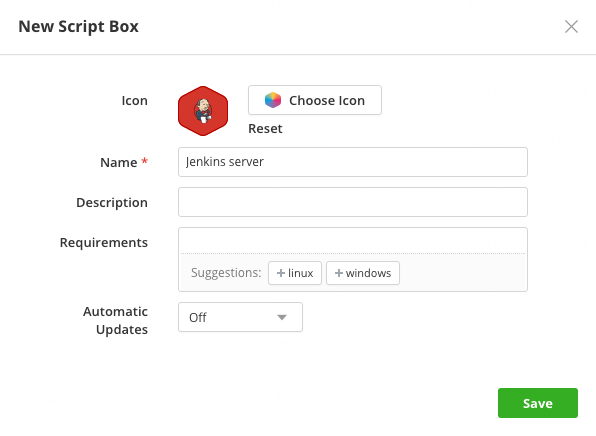 New Script Box
Icon
Choose Icon
Reset
Name *
Jenkins server
Description
Requirements
Suggestions: + linux + windows
Automatic
Updates
Off
Save